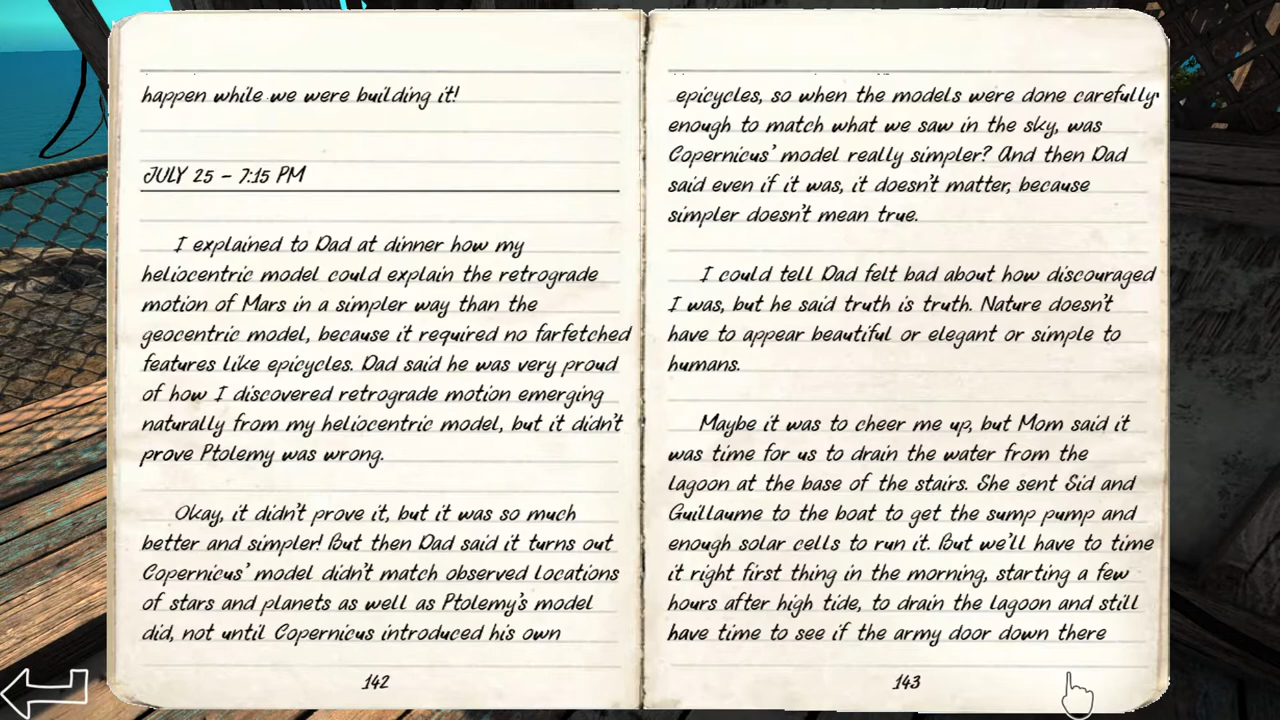 happen while we were building it!
JULY 25 – 7:15 PM
I explained to Dad at dinner how my
heliocentric model could explain the retrograde
motion of Mars in a simpler way than the
geocentric model, because it required no farfetched
features like epicycles. Dad said he was very proud
of how I discovered retrograde motion emerging
naturally from my heliocentric model, but it didn't
prove Ptolemy was wrong.
Okay, it didn't prove it, but it was so much
better and simpler! But then Dad said it turns out
Copernicus' model didn't match observed locations
of stars and planets as well as Ptolemy's model
did, not until Copernicus introduced his own
142
epicycles, so when the models were done carefully
enough to match what we saw in the sky, was
Copernicus' model really simpler? And then Dad
said even if it was, it doesn't matter, because
simpler doesn't mean true.
I could tell Dad felt bad about how discouraged
I was, but he said truth is truth. Nature doesn't
have to appear beautiful or elegant or simple to
humans.
Maybe it was to cheer me up, but Mom said it
was time for us to drain the water from the
lagoon at the base of the stairs. She sent Sid and
Guillaume to the boat to get the sump pump and
enough solar cells to run it. But we'll have to time
it right first thing in the morning, starting a few
hours after high tide, to drain the lagoon and still
have time to see if the army door down there
143